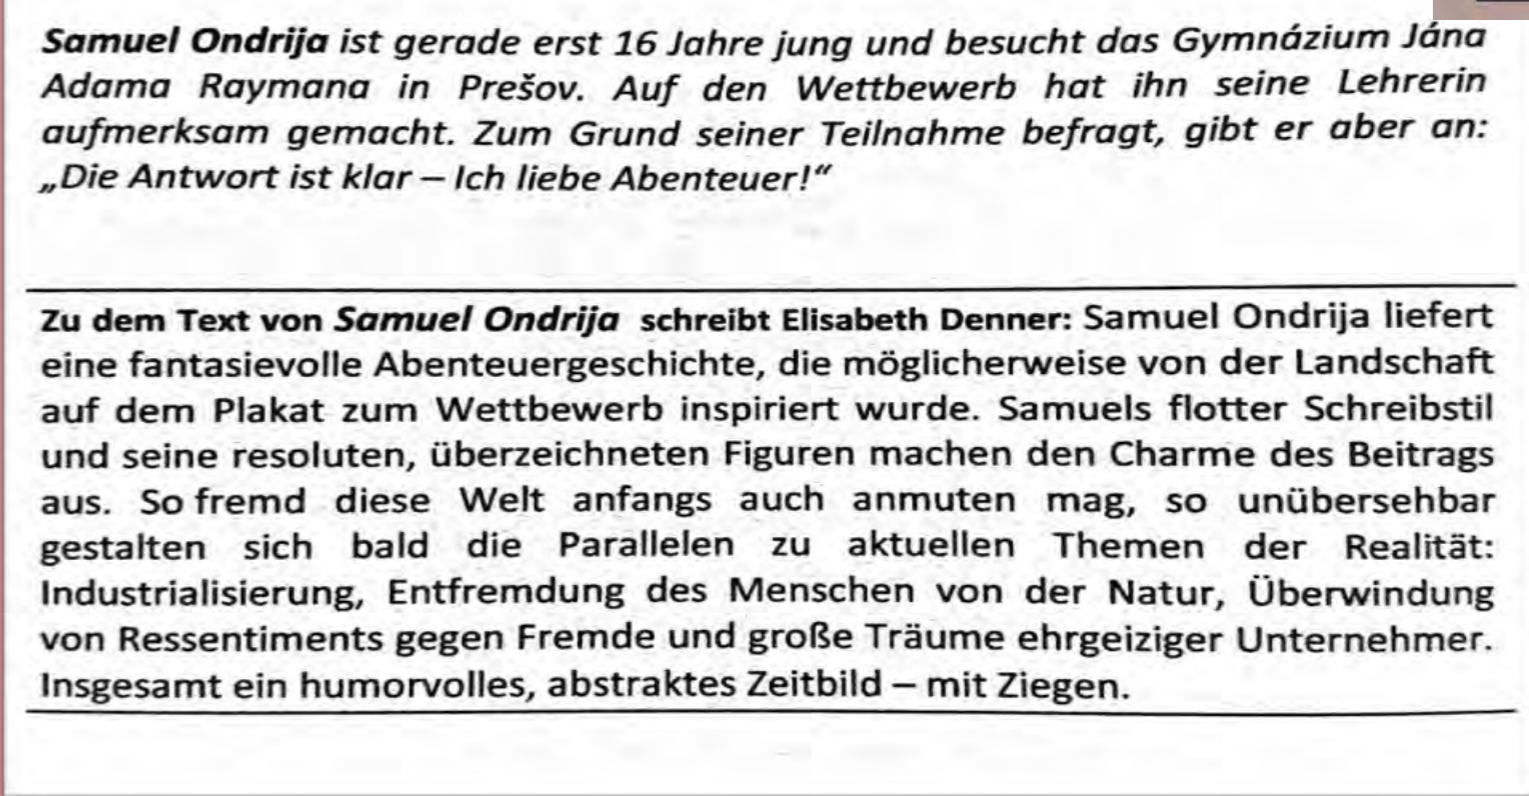 Samuel Ondrija ist gerade erst 16 Jahre jung und besucht das Gymnázium Jána
Adama Raymana in Prešov. Auf den Wettbewerb hat ihn seine Lehrerin
aufmerksam gemacht. Zum Grund seiner Teilnahme befragt, gibt er aber an:
„Die Antwort ist klar – Ich liebe Abenteuer!“
Zu dem Text von Samuel Ondrija schreibt Elisabeth Denner: Samuel Ondrija liefert
eine fantasievolle Abenteuergeschichte, die möglicherweise von der Landschaft
auf dem Plakat zum Wettbewerb inspiriert wurde. Samuels flotter Schreibstil
und seine resoluten, überzeichneten Figuren machen den Charme des Beitrags
aus. So fremd diese Welt anfangs auch anmuten mag, so unübersehbar
gestalten sich bald die Parallelen zu aktuellen Themen der Realität:
Industrialisierung, Entfremdung des Menschen von der Natur, Überwindung
von Ressentiments gegen Fremde und große Träume ehrgeiziger Unternehmer.
Insgesamt ein humorvolles, abstraktes Zeitbild – mit Ziegen.